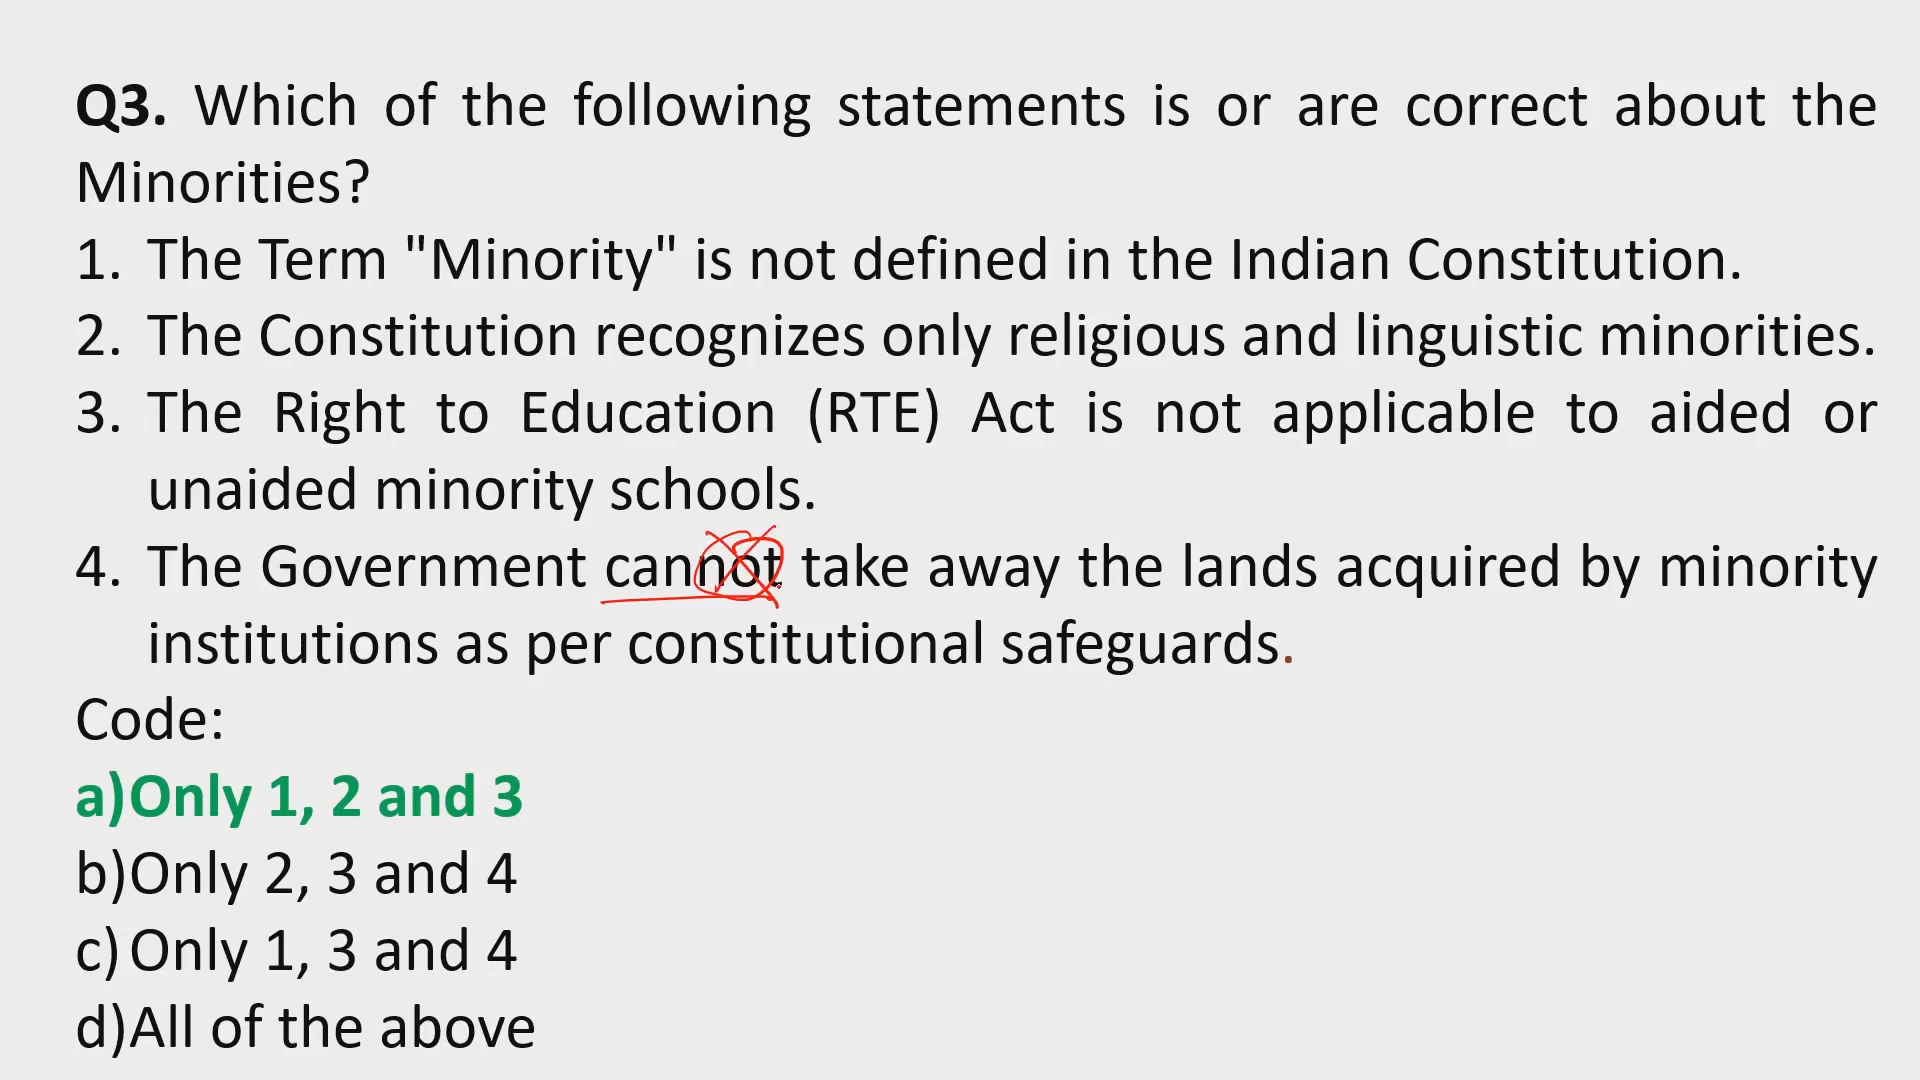 Q3. Which of the following statements is or are correct about the
Minorities?
1. The Term "Minority" is not defined in the Indian Constitution.
2. The Constitution recognizes only religious and linguistic minorities.
3. The Right to Education (RTE) Act is not applicable to aided or
unaided minority schools.
4. The Government cannot take away the lands acquired by minority
institutions as per constitutional safeguards.
Code:
a)Only 1, 2 and 3
b)Only 2, 3 and 4
c)Only 1, 3 and 4
d)All of the above